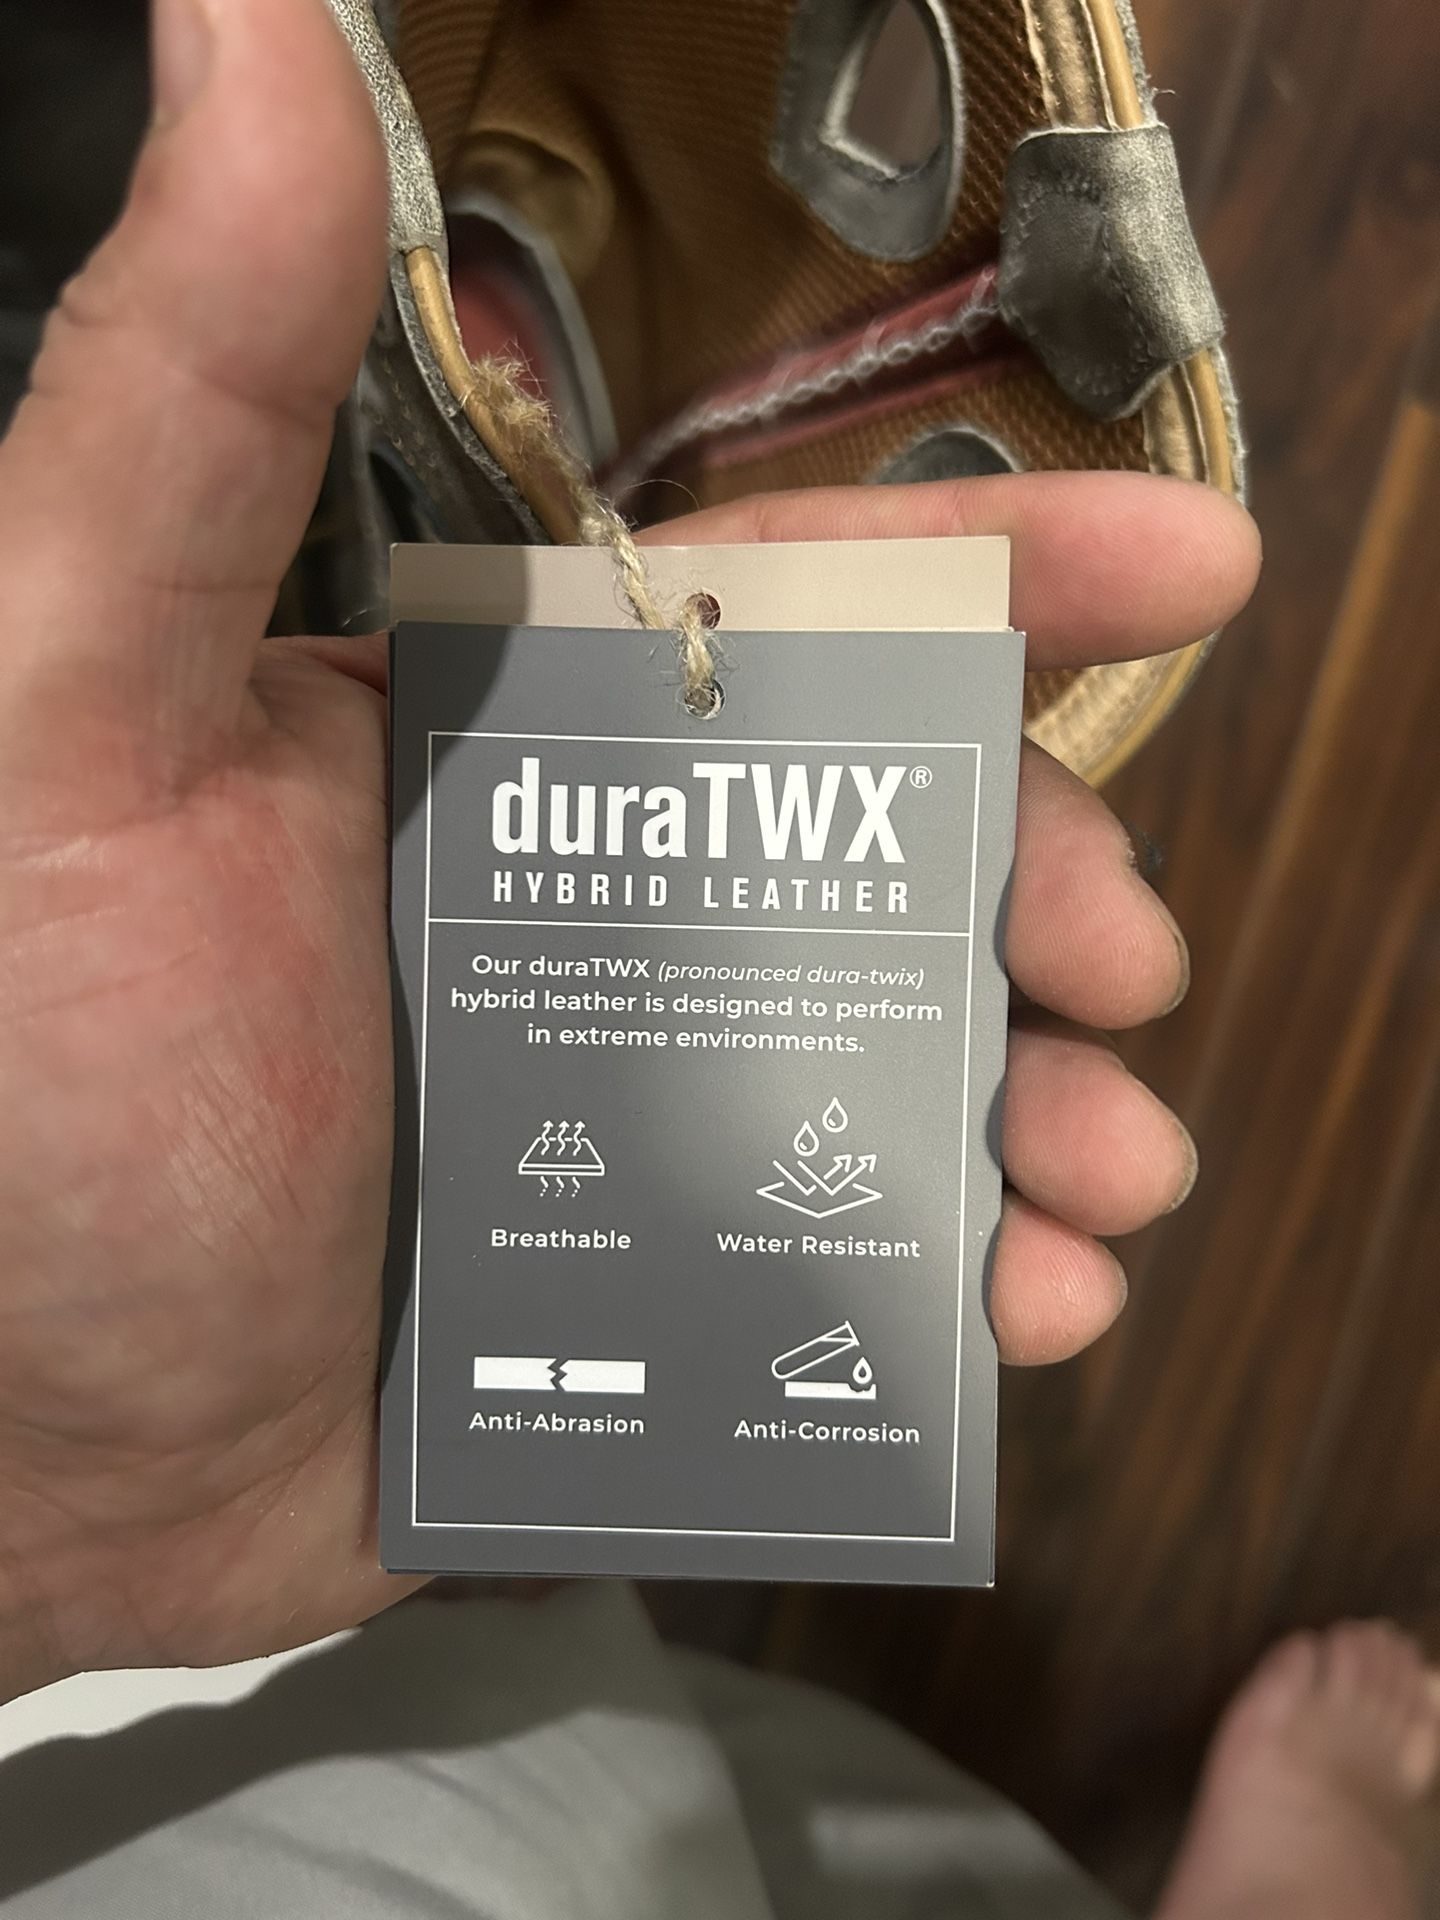 duraTWX®
HYBRID LEATHER
Our duraTWX (pronounced dura-twix)
hybrid leather is designed to perform
in extreme environments.
Breathable
Water Resistant
Anti-Abrasion
Anti-Corrosion